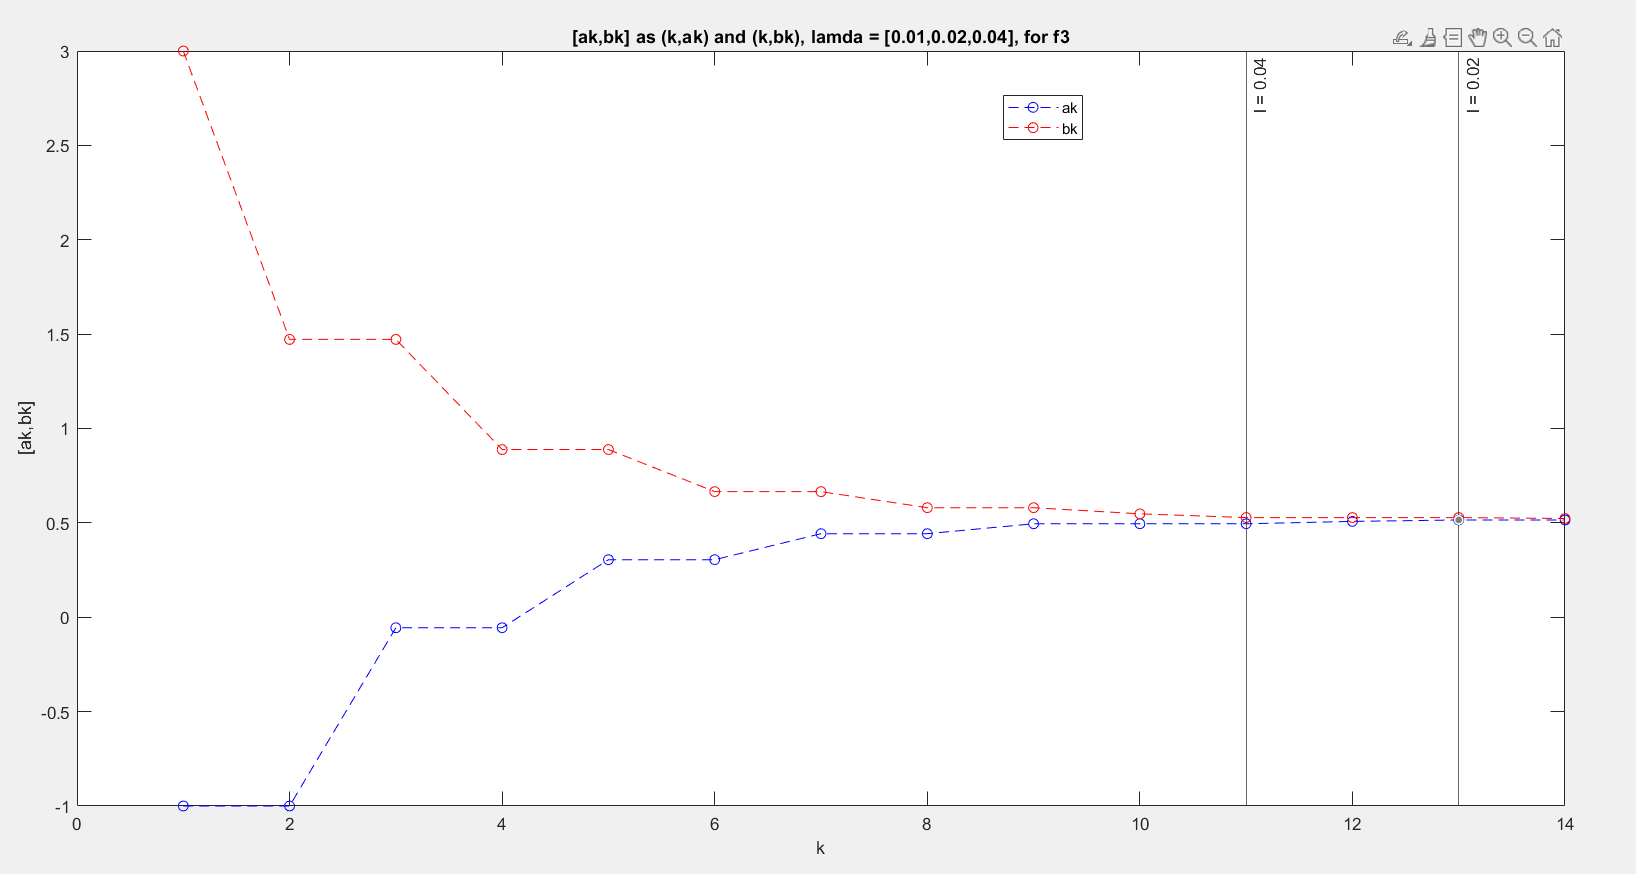 [ak,bk] as (k,ak) and (k,bk), lamda = [0.01,0.02,0.04], for f3
3
2.5
2
1.5
1
0.5
0
-0.5
-1
[ak,bk]
l = 0.04
l = 0.02
ak
bk
0 2 4 6 8 10 12 14
k